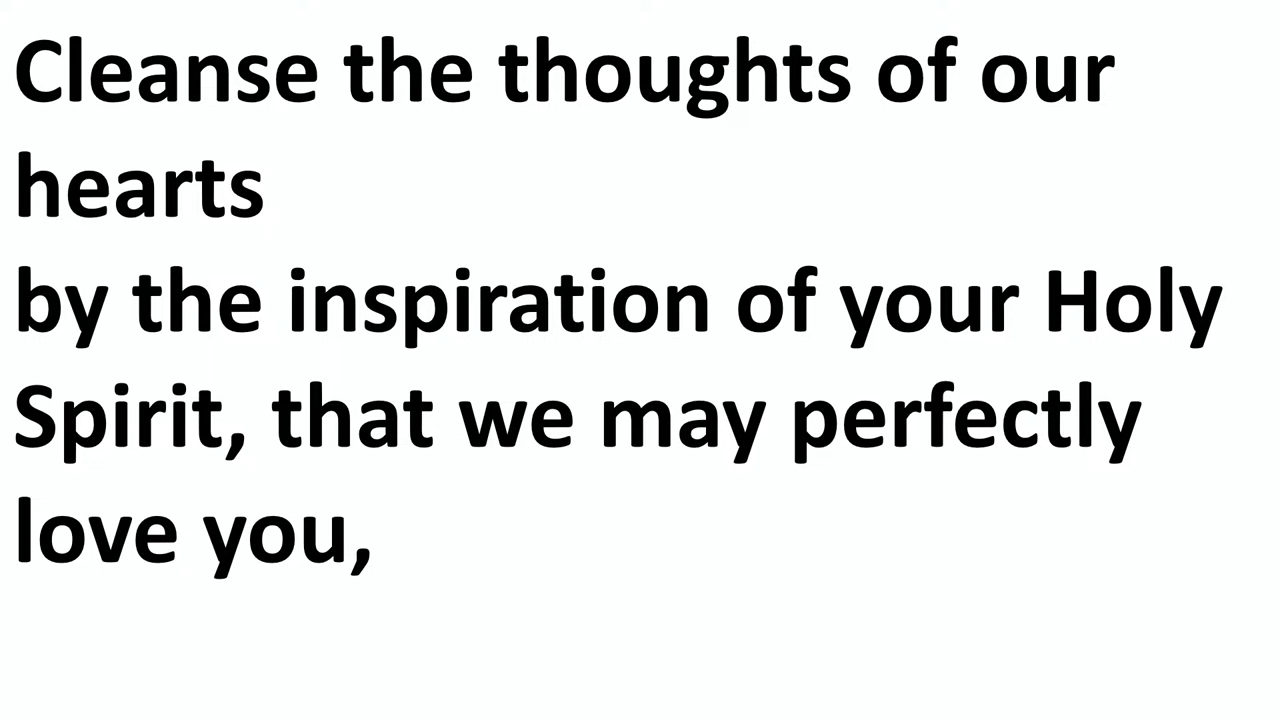 Cleanse the thoughts of our
hearts
by the inspiration of your Holy
Spirit, that we may perfectly
love you,